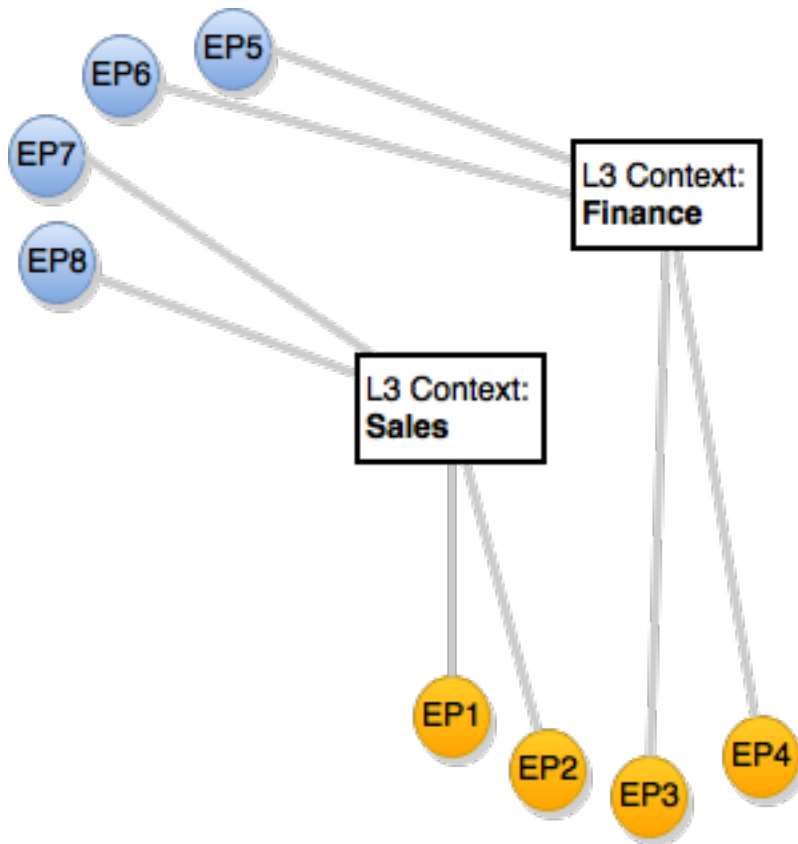 EP5
EP6
EP7
EP8
L3 Context:
Finance
L3 Context:
Sales
EP1
EP2
EP3
EP4